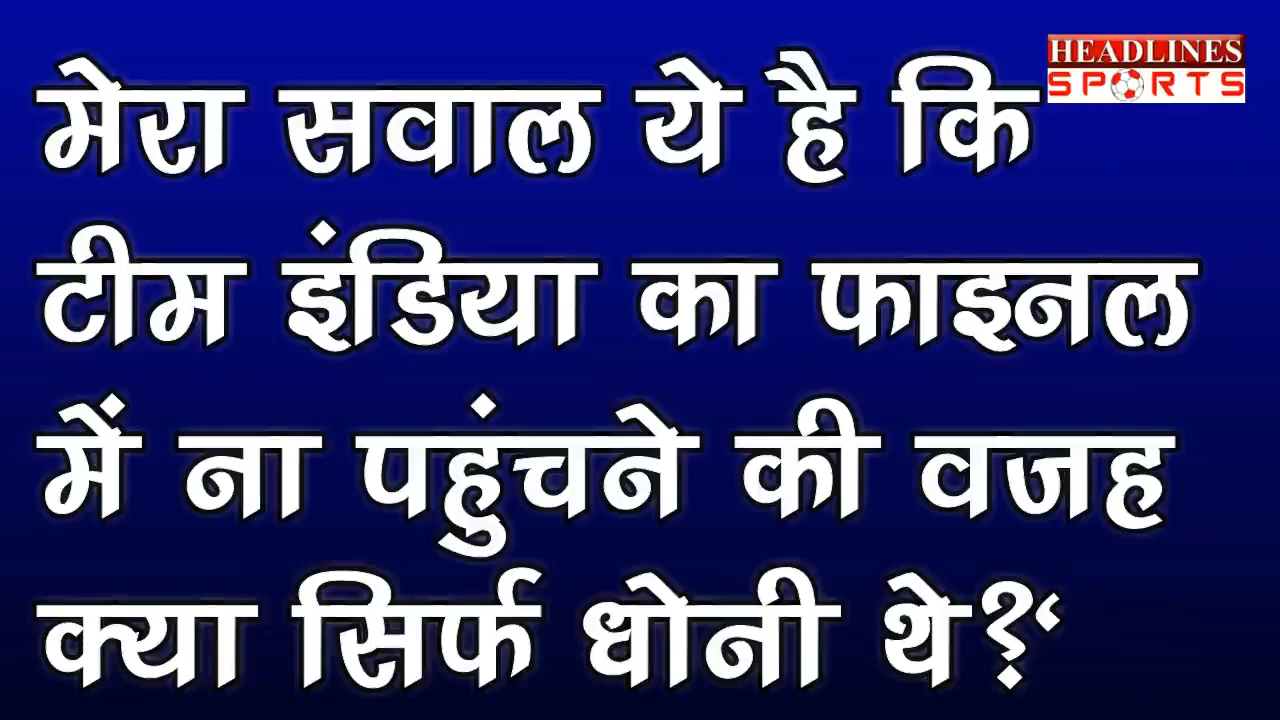 HEADLINES
SPORTS
मेरा सवाल ये है कि
टीम इंडिया का फाइनल
में ना पहुंचने की वजह
क्या सिर्फ धोनी थे?‘